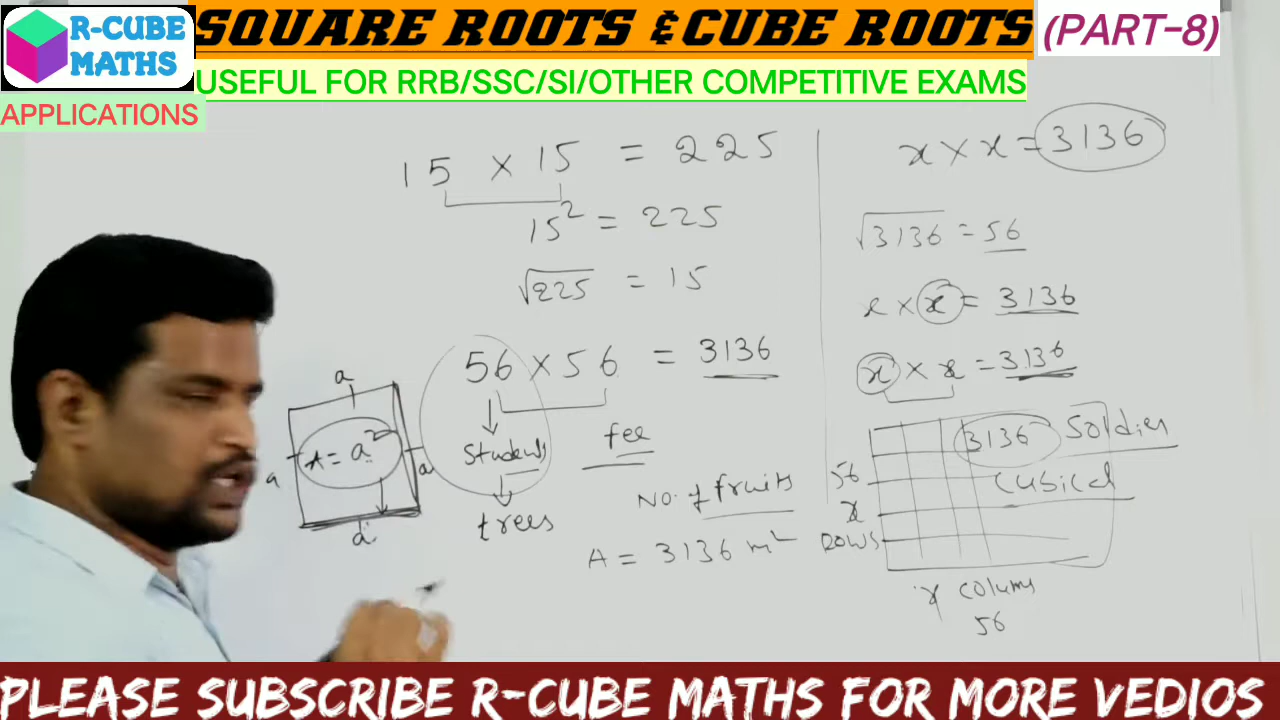 R-CUBE
MATHS
SQUARE ROOTS & CUBE ROOTS
(PART-8)
USEFUL FOR RRB/SSC/SI/OTHER COMPETITIVE EXAMS
APPLICATIONS
15 × 15 = 225
15² = 225
√225 = 15
56 × 56 = 3136
Students
fee
trees
No. of fruits
A = 3136 m²
a
a
a
a
A = a²
x × x = 3136
√3136 = 56
x × x = 3136
x × x = 3136
3136 Soldier
Cubical
56
x
ROWS
x columns
56
PLEASE SUBSCRIBE R-CUBE MATHS FOR MORE VEDIOS